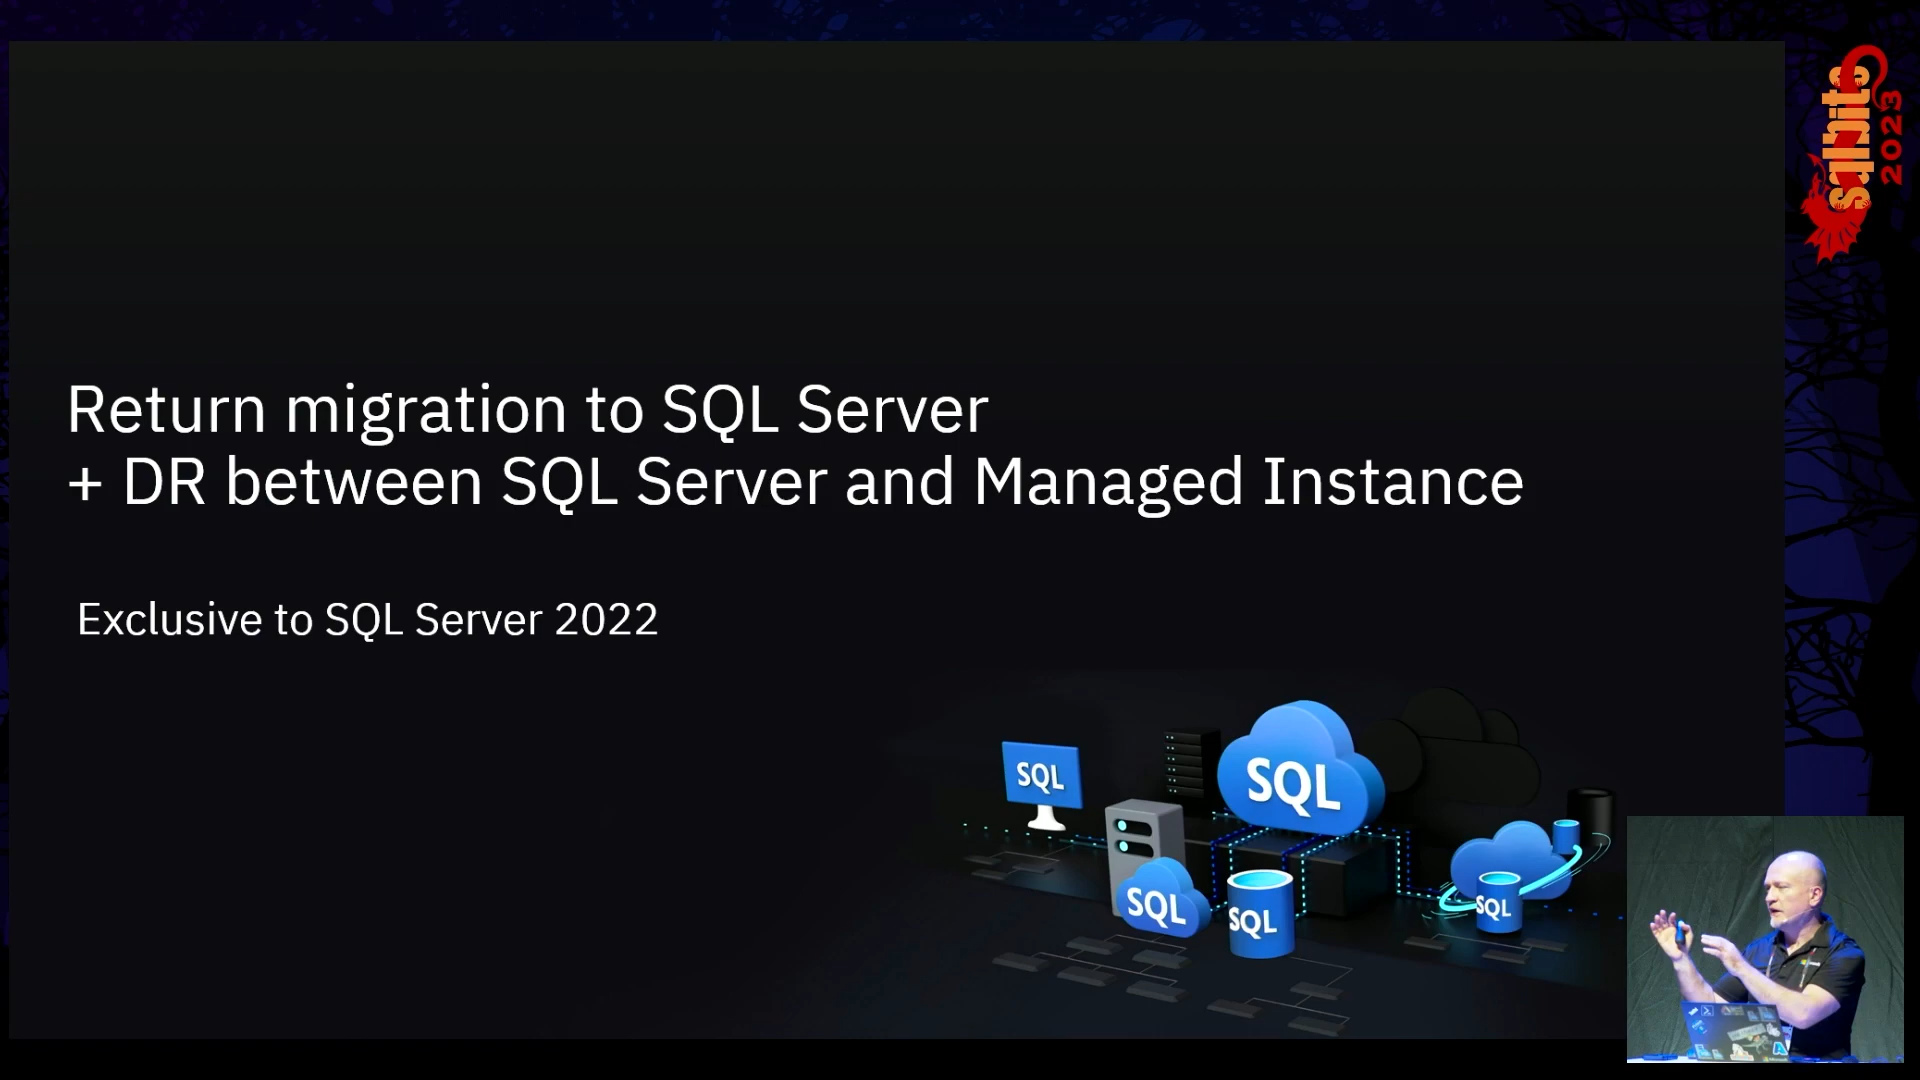 Return migration to SQL Server
+ DR between SQL Server and Managed Instance
Exclusive to SQL Server 2022
SQL
SQL
SQL
SQL
SQL
sqlbits
2023